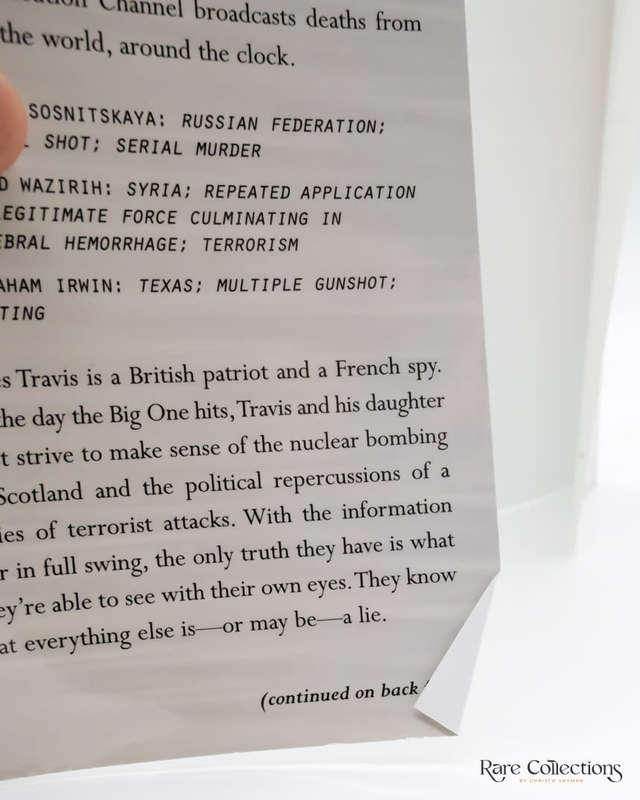 Channel broadcasts deaths from
the world, around the clock.
SOSNITSKAYA: RUSSIAN FEDERATION;
SHOT; SERIAL MURDER
WAZIRIH: SYRIA; REPEATED APPLICATION
EGITIMATE FORCE CULMINATING IN
EBRAL HEMORRHAGE; TERRORISM
AHAM IRWIN: TEXAS; MULTIPLE GUNSHOT;
TING
s Travis is a British patriot and a French spy.
he day the Big One hits, Travis and his daughter
t strive to make sense of the nuclear bombing
Scotland and the political repercussions of a
ies of terrorist attacks. With the information
r in full swing, the only truth they have is what
ey're able to see with their own eyes. They know
at everything else is—or may be—a lie.
(continued on back
Rare Collections